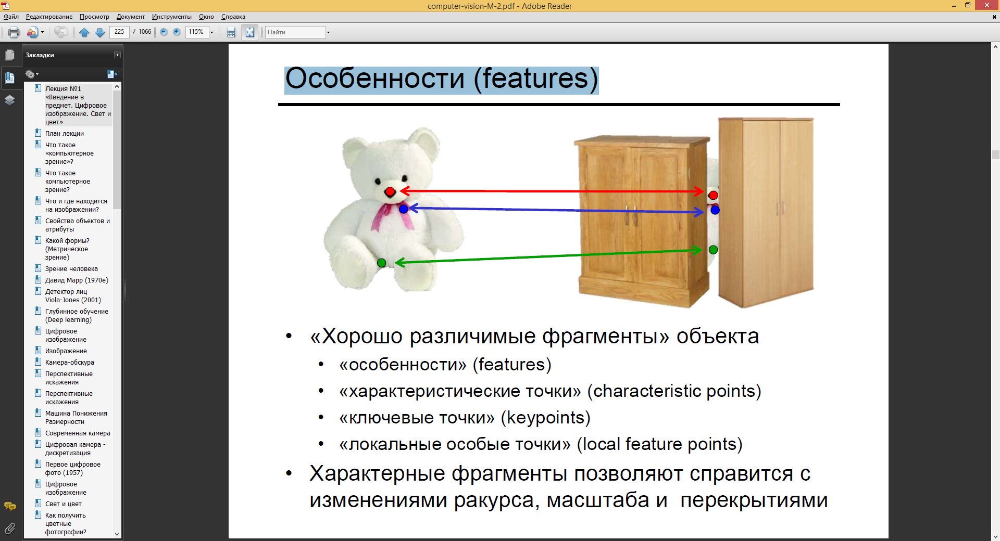 computer-vision-M-2.pdf - Adobe Reader
Файл Редактирование Просмотр Документ Инструменты Окно Справка
225 / 1066 115% Найти
Закладки
Лекция №1
«Введение в
предмет. Цифровое
изображение. Свет и
цвет»
План лекции
Что такое
«компьютерное
зрение»?
Что такое
компьютерное
зрение?
Что и где находится
на изображении?
Свойства объектов и
атрибуты
Какой формы?
(Метрическое
зрение)
Зрение человека
Давид Марр (1970е)
Детектор лиц
Viola-Jones (2001)
Глубинное обучение
(Deep learning)
Цифровое
изображение
Изображение
Камера-обскура
Перспективные
искажения
Перспективные
искажения
Машина Понижения
Размерности
Современная камера
Цифровая камера -
дискретизация
Первое цифровое
фото (1957)
Цифровое
изображение
Свет и цвет
Как получить
цветные
фотографии?
Особенности (features)
• «Хорошо различимые фрагменты» объекта
• «особенности» (features)
• «характеристические точки» (characteristic points)
• «ключевые точки» (keypoints)
• «локальные особые точки» (local feature points)
• Характерные фрагменты позволяют справится с
изменениями ракурса, масштаба и перекрытиями